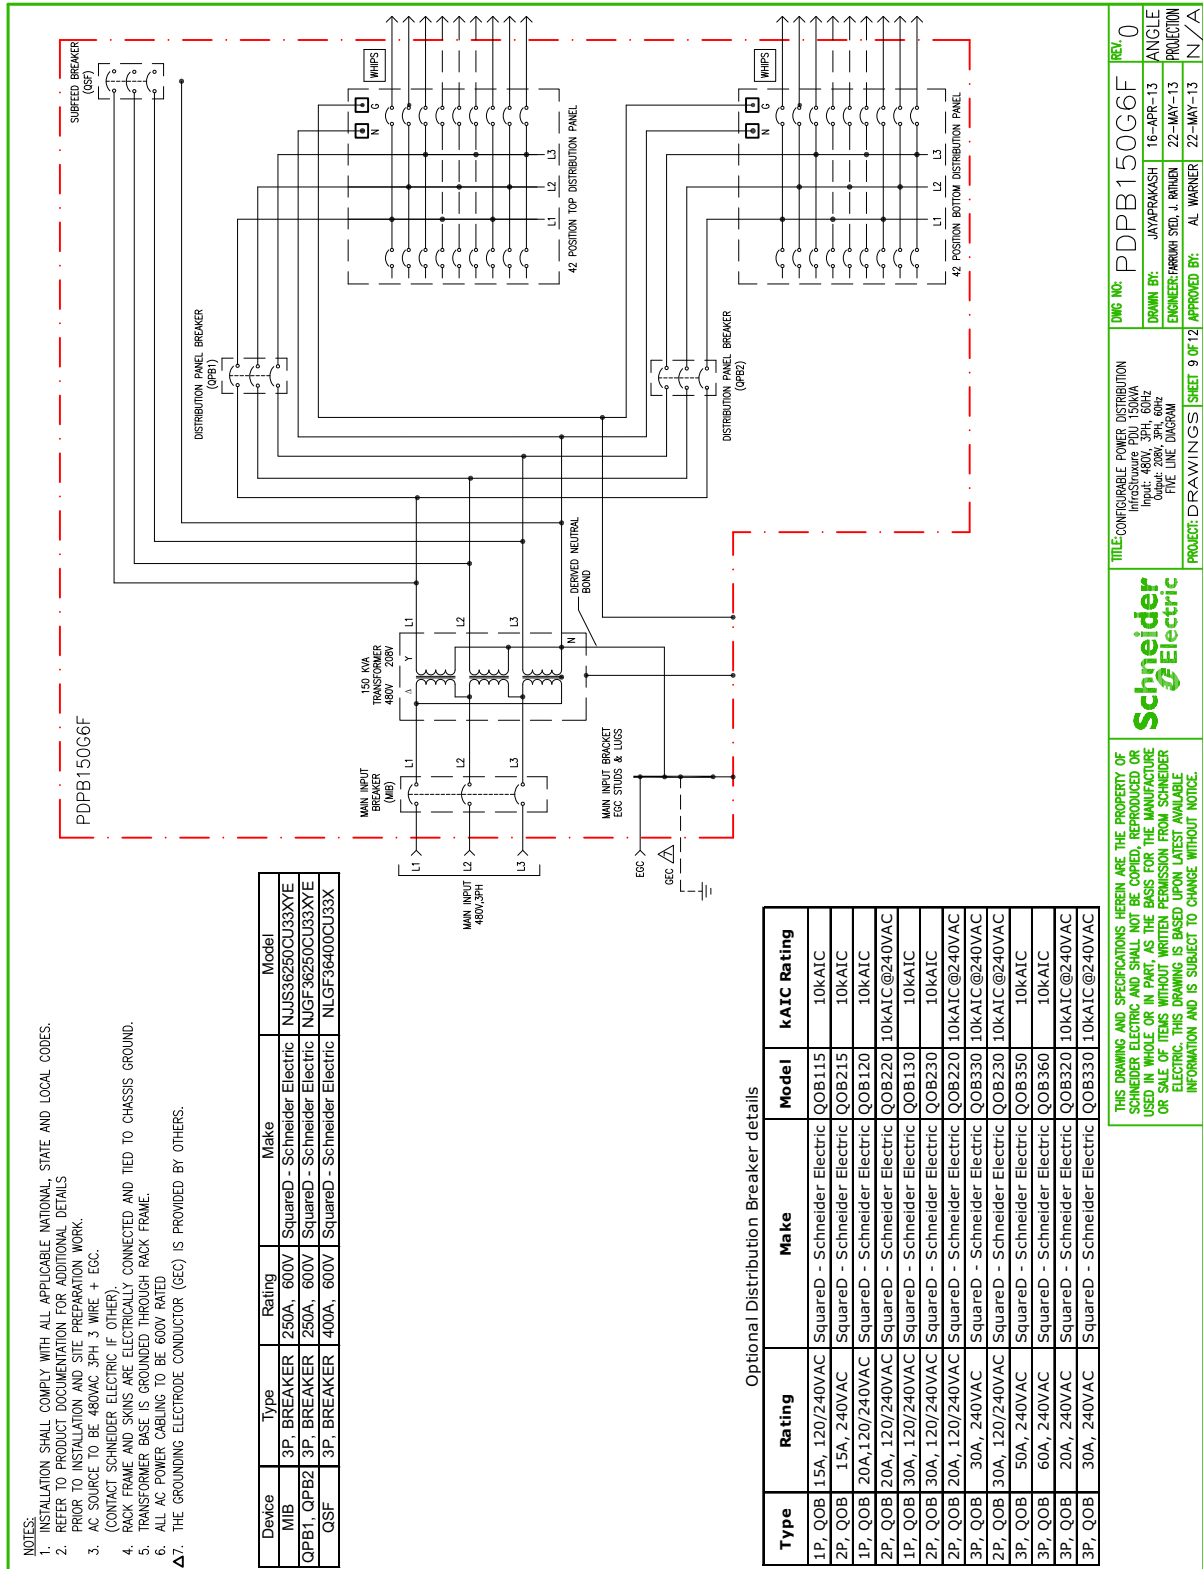 NOTES:
1. INSTALLATION SHALL COMPLY WITH ALL APPLICABLE NATIONAL, STATE AND LOCAL CODES.
2. REFER TO PRODUCT DOCUMENTATION FOR ADDITIONAL DETAILS
PRIOR TO INSTALLATION AND SITE PREPARATION WORK.
3. AC SOURCE TO BE 480VAC 3PH 3 WIRE + EGC.
(CONTACT SCHNEIDER ELECTRIC IF OTHER).
4. RACK FRAME AND SKINS ARE ELECTRICALLY CONNECTED AND TIED TO CHASSIS GROUND.
5. TRANSFORMER BASE IS GROUNDED THROUGH RACK FRAME.
6. ALL AC POWER CABLING TO BE 600V RATED
Δ7. THE GROUNDING ELECTRODE CONDUCTOR (GEC) IS PROVIDED BY OTHERS.
Device Type Rating Make Model
MIB 3P, BREAKER 250A, 600V SquareD - Schneider Electric NJJS36250CU33XYE
QPB1, QPB2 3P, BREAKER 250A, 600V SquareD - Schneider Electric NJGF36250CU33XYE
QSF 3P, BREAKER 400A, 600V SquareD - Schneider Electric NLGF36400CU33X
Optional Distribution Breaker details
Type Rating Make Model kAIC Rating
1P, QOB 15A, 120/240VAC SquareD - Schneider Electric QOB115 10kAIC
2P, QOB 15A, 240VAC SquareD - Schneider Electric QOB215 10kAIC
1P, QOB 20A,120/240VAC SquareD - Schneider Electric QOB120 10kAIC
2P, QOB 20A, 120/240VAC SquareD - Schneider Electric QOB220 10kAIC@240VAC
1P, QOB 30A, 120/240VAC SquareD - Schneider Electric QOB130 10kAIC
2P, QOB 30A, 120/240VAC SquareD - Schneider Electric QOB230 10kAIC
2P, QOB 20A, 120/240VAC SquareD - Schneider Electric QOB220 10kAIC@240VAC
3P, QOB 30A, 240VAC SquareD - Schneider Electric QOB330 10kAIC@240VAC
2P, QOB 30A, 120/240VAC SquareD - Schneider Electric QOB230 10kAIC@240VAC
3P, QOB 50A, 240VAC SquareD - Schneider Electric QOB350 10kAIC
3P, QOB 60A, 240VAC SquareD - Schneider Electric QOB360 10kAIC
3P, QOB 20A, 240VAC SquareD - Schneider Electric QOB320 10kAIC@240VAC
3P, QOB 30A, 240VAC SquareD - Schneider Electric QOB330 10kAIC@240VAC
PDPB150G6F
MAIN INPUT
480V,3PH
L1
L2
L3
EGC
GEC
7
MAIN INPUT
BREAKER
(MIB)
L1
L2
L3
MAIN INPUT BRACKET
EGC STUDS & LUGS
150 KVA
TRANSFORMER
480V 208V
Δ Y
L1
L2
L3
N
DERIVED NEUTRAL
BOND
SUBFEED BREAKER
(QSF)
DISTRIBUTION PANEL BREAKER
(QPB1)
DISTRIBUTION PANEL BREAKER
(QPB2)
WHIPS
N
G
L1
L2
L3
42 POSITION TOP DISTRIBUTION PANEL
WHIPS
N
G
L1
L2
L3
42 POSITION BOTTOM DISTRIBUTION PANEL
THIS DRAWING AND SPECIFICATIONS HEREIN ARE THE PROPERTY OF
SCHNEIDER ELECTRIC AND SHALL NOT BE COPIED, REPRODUCED OR
USED IN WHOLE OR IN PART, AS THE BASIS FOR THE MANUFACTURE
OR SALE OF ITEMS WITHOUT WRITTEN PERMISSION FROM SCHNEIDER
ELECTRIC. THIS DRAWING IS BASED UPON LATEST AVAILABLE
INFORMATION AND IS SUBJECT TO CHANGE WITHOUT NOTICE.
Schneider
Electric
TITLE: CONFIGURABLE POWER DISTRIBUTION
InfraStruxure PDU 150kVA
Input: 480V, 3PH, 60Hz
Output: 208V, 3PH, 60Hz
FIVE LINE DIAGRAM
PROJECT: DRAWINGS
SHEET 9 OF 12
DWG NO: PDPB150G6F
REV. 0
DRAWN BY: JAYAPRAKASH 16-APR-13
ENGINEER: FARRUKH SYED, J. RATHJEN 22-MAY-13
APPROVED BY: AL WARNER 22-MAY-13
ANGLE
PROJECTION
N/A